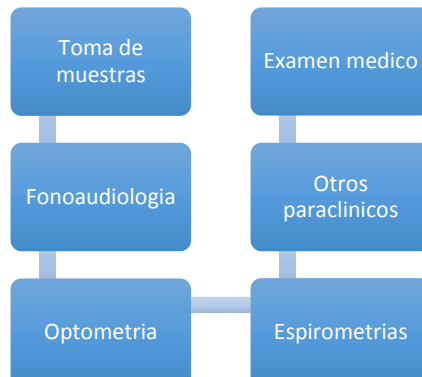 Toma de
muestras
Fonoaudiologia
Optometria
Espirometrias
Otros
paraclinicos
Examen medico